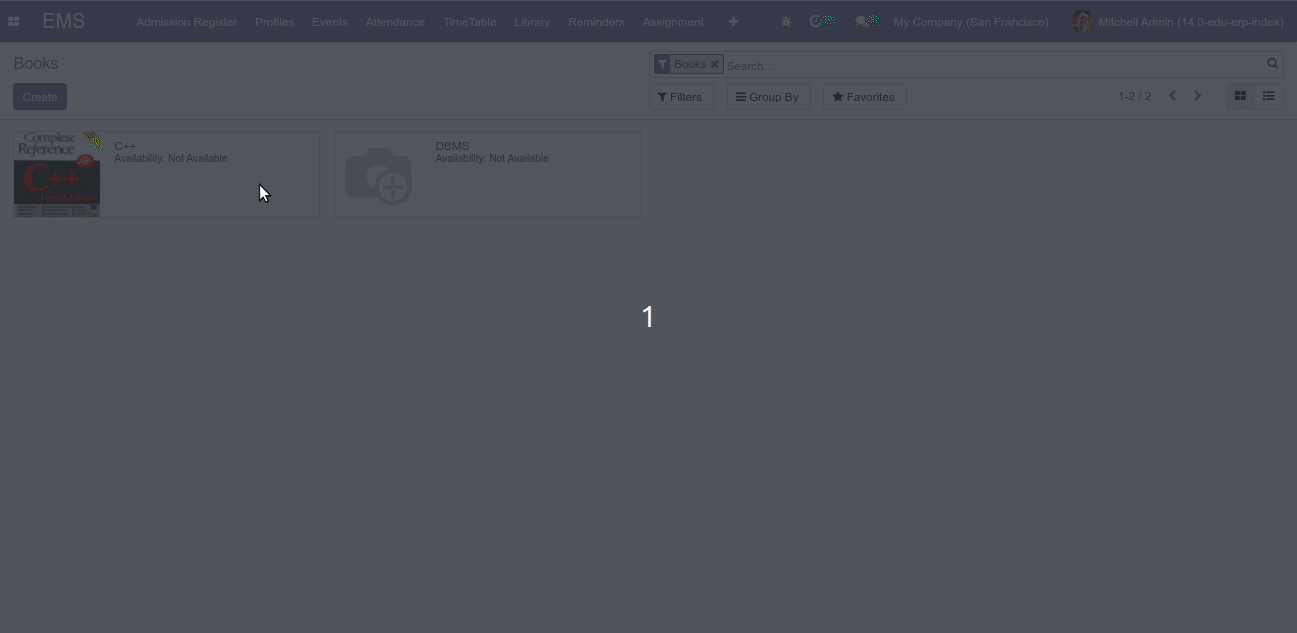 EMS Admission Register Profiles Events Attendance TimeTable Library Reminders Assignment My Company (San Francisco) Mitchell Admin (14.0-edu-erp-index)
Books
Books Search...
Create
Filters Group By Favorites 1-2 / 2
Complete
Reference
C++
C++
Availability: Not Available
DBMS
Availability: Not Available
1